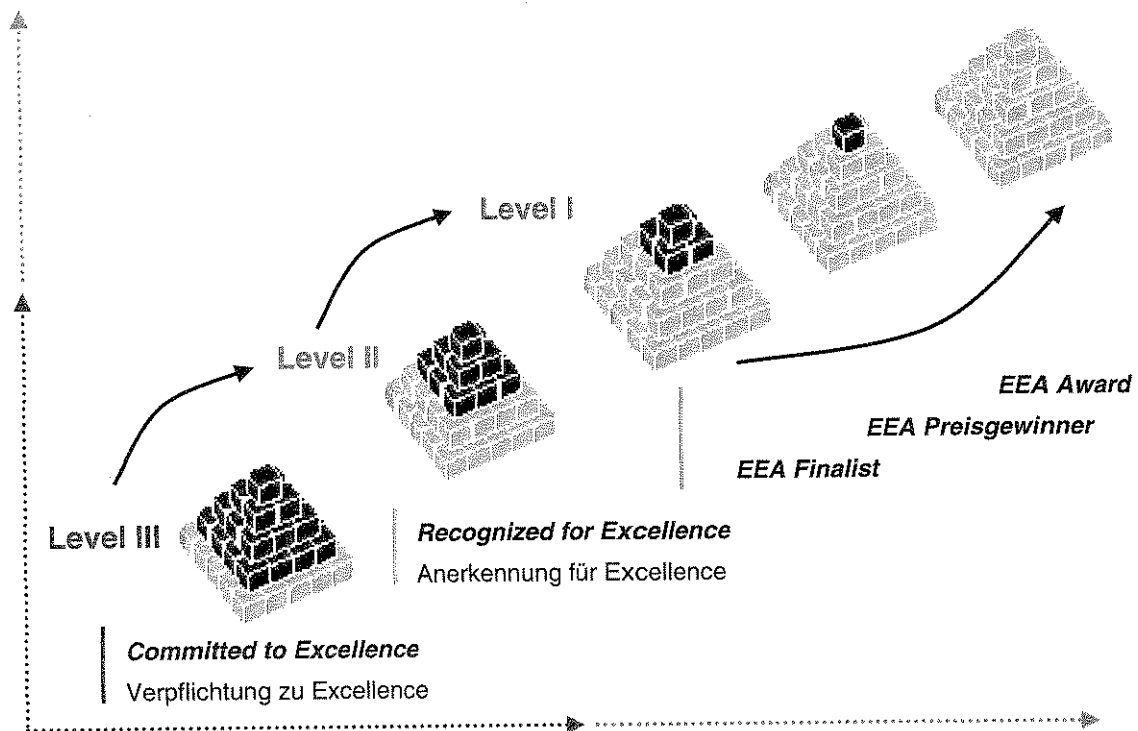 Level I
Level II
EEA Award
EEA Preisgewinner
EEA Finalist
Level III
Recognized for Excellence
Anerkennung für Excellence
Committed to Excellence
Verpflichtung zu Excellence